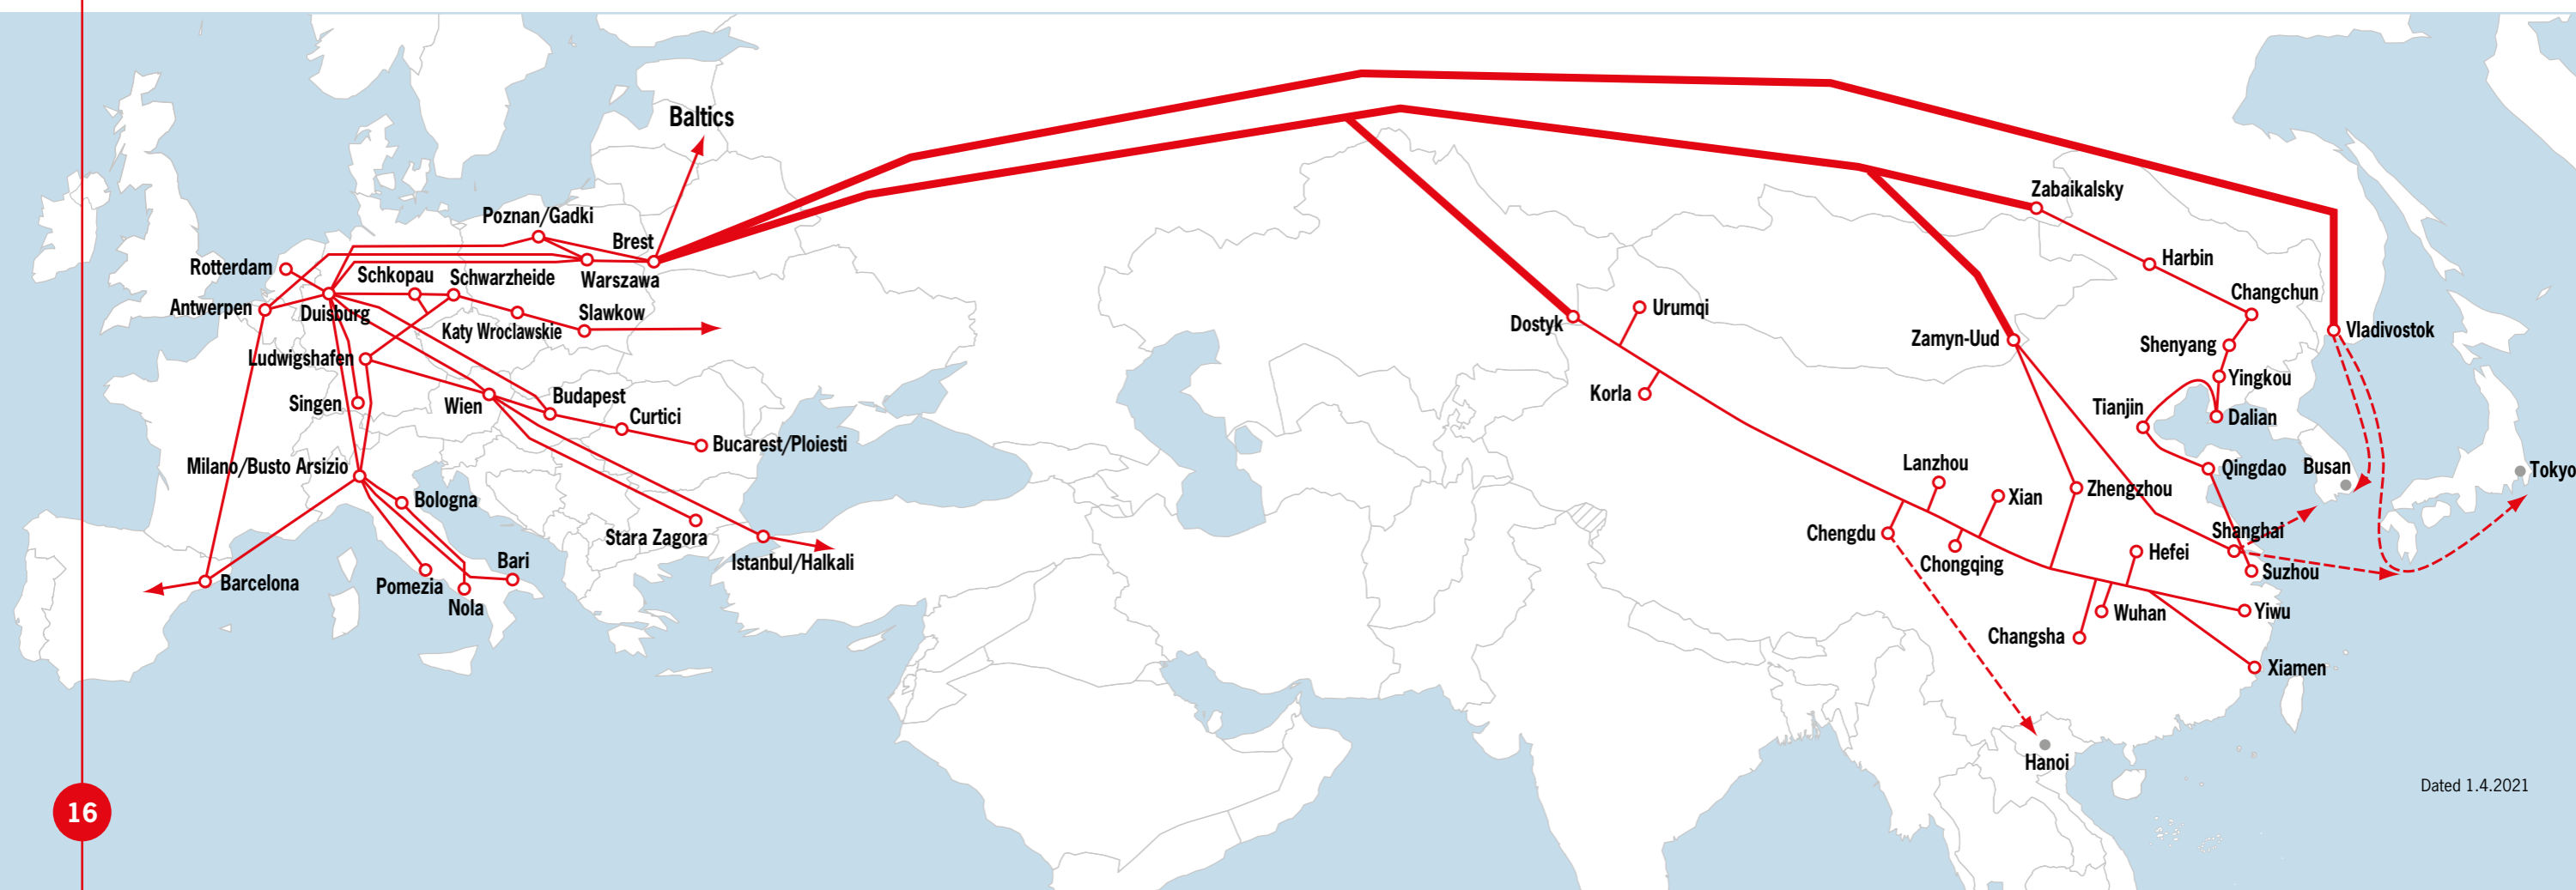 Baltics
Zabaikalsky
Poznan/Gadki
Brest
Harbin
Rotterdam
Schkopau
Schwarzheide
Warszawa
Changchun
Antwerpen
Duisburg
Katy Wroclawskie
Slawkow
Urumqi
Dostyk
Zamyn-Uud
Shenyang
Vladivostok
Ludwigshafen
Yingkou
Singen
Wien
Budapest
Curtici
Korla
Tianjin
Dalian
Bucarest/Ploiesti
Milano/Busto Arsizio
Lanzhou
Qingdao
Busan
Tokyo
Bologna
Xian
Zhengzhou
Stara Zagora
Chengdu
Shanghai
Istanbul/Halkali
Bari
Chongqing
Hefei
Suzhou
Barcelona
Pomezia
Nola
Wuhan
Yiwu
Changsha
Xiamen
Hanoi
Dated 1.4.2021
16